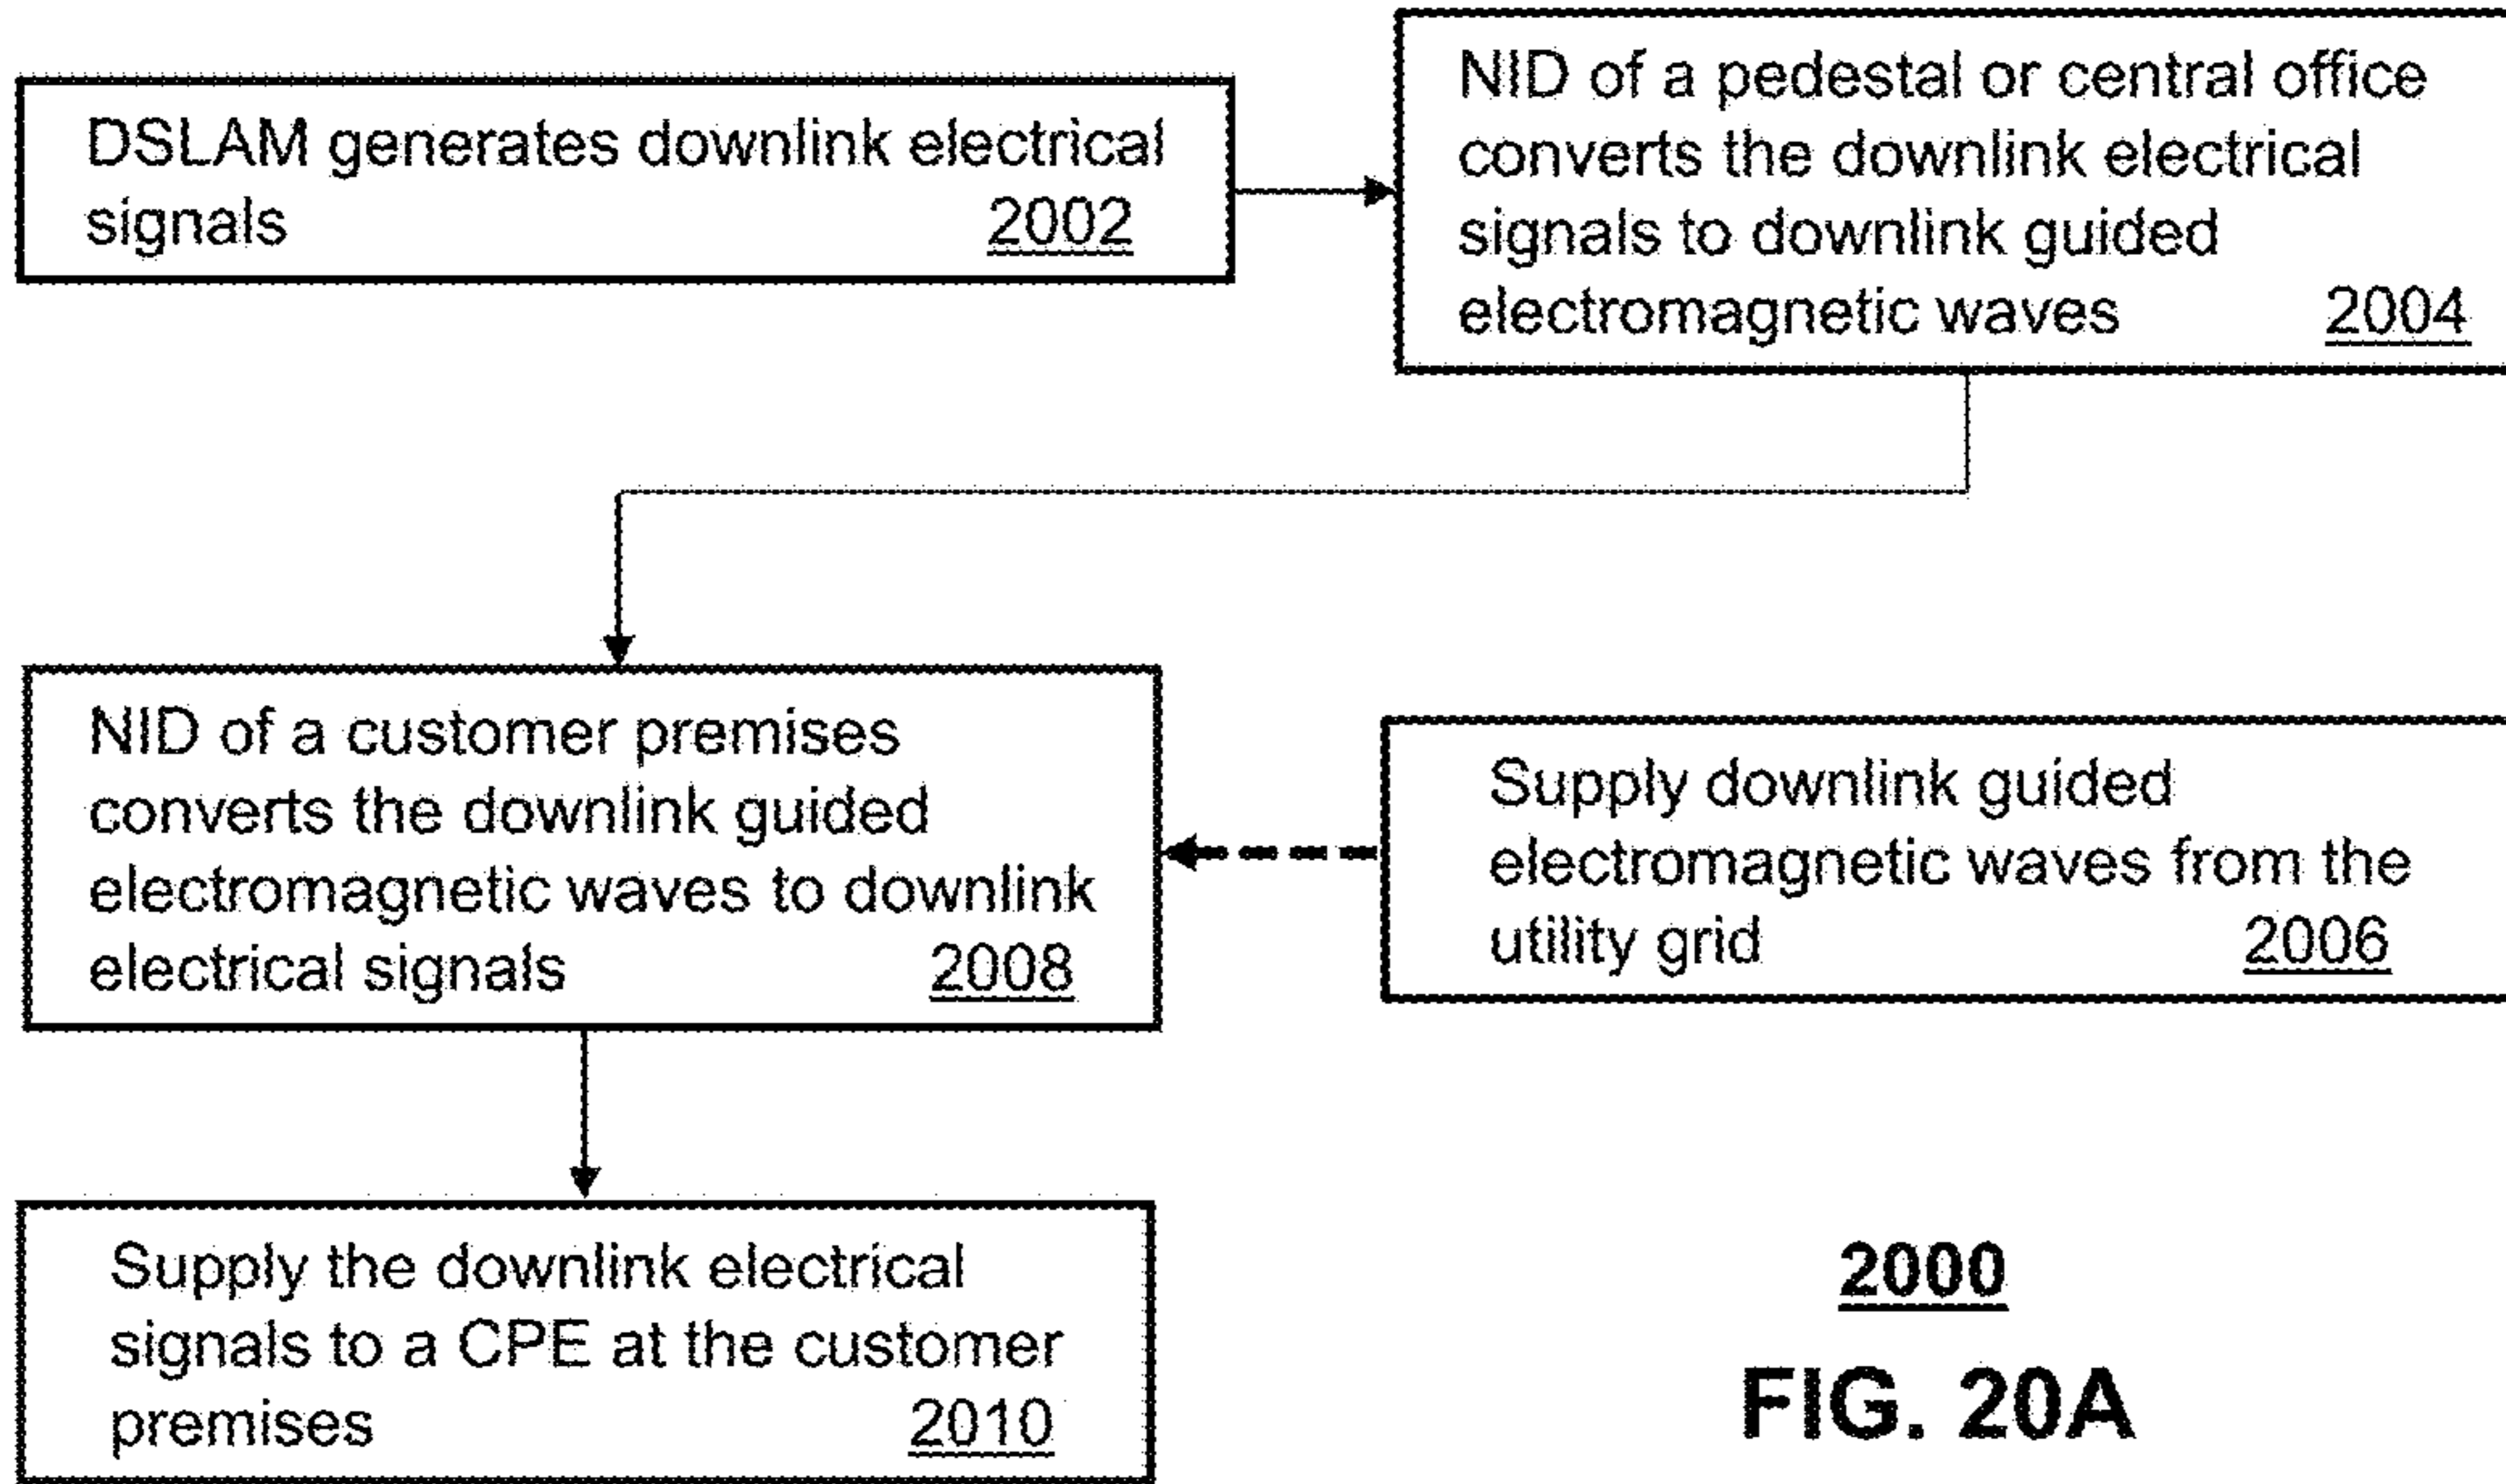 DSLAM generates downlink electrical
signals 2002
NID of a pedestal or central office
converts the downlink electrical
signals to downlink guided
electromagnetic waves 2004
NID of a customer premises
converts the downlink guided
electromagnetic waves to downlink
electrical signals 2008
Supply downlink guided
electromagnetic waves from the
utility grid 2006
Supply the downlink electrical
signals to a CPE at the customer
premises 2010
2000
FIG. 20A